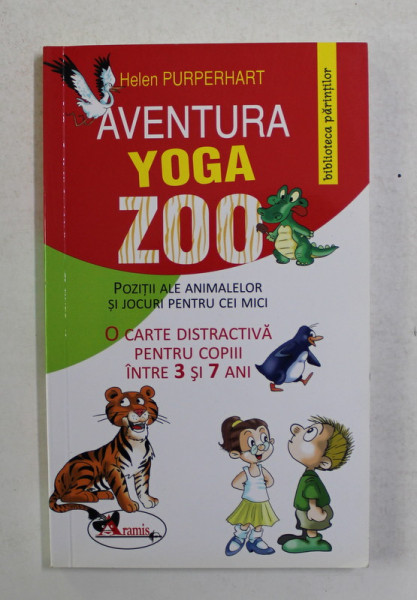 Helen PURPERHART
AVENTURA
YOGA
ZOO
biblioteca părinților
POZIȚII ALE ANIMALELOR
ȘI JOCURI PENTRU CEI MICI
O CARTE DISTRACTIVĂ
PENTRU COPIII
ÎNTRE 3 ȘI 7 ANI
Aramis